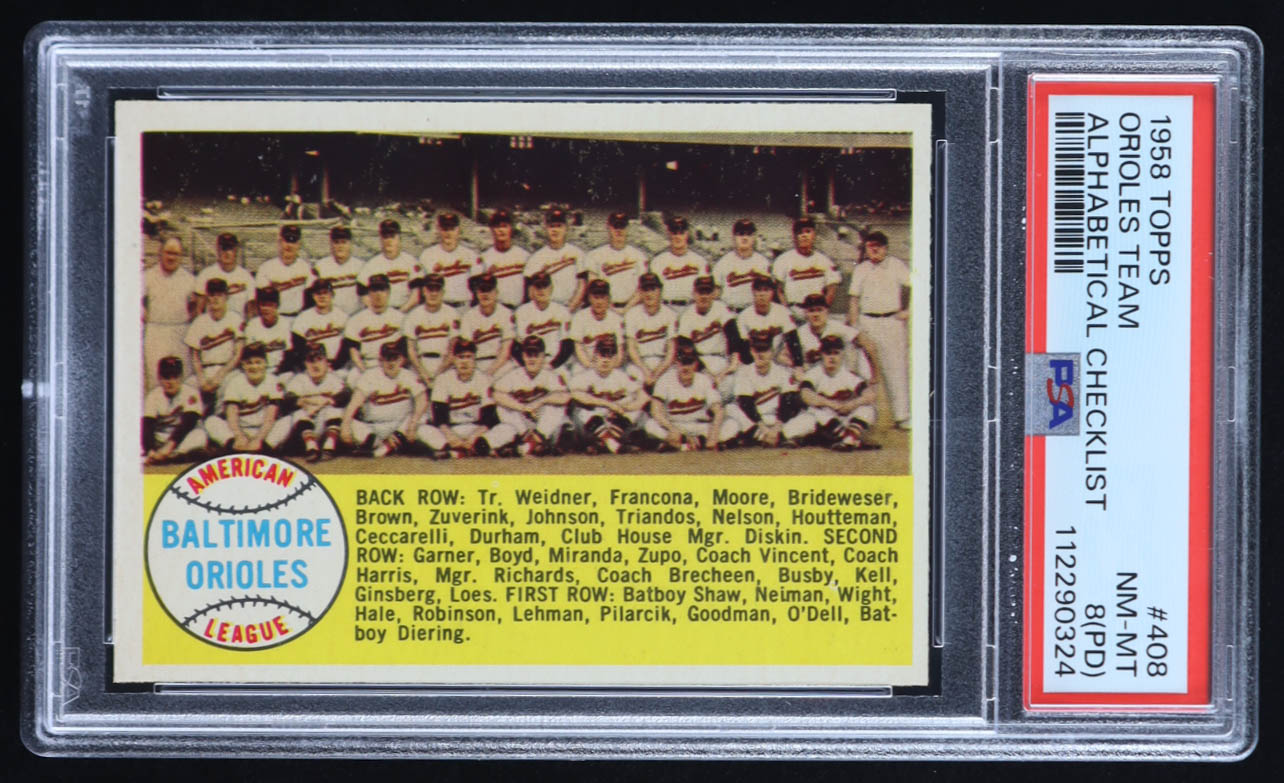 AMERICAN
BALTIMORE
ORIOLES
LEAGUE
BACK ROW: Tr. Weidner, Francona, Moore, Brideweser,
Brown, Zuverink, Johnson, Triandos, Nelson, Houtteman,
Ceccarelli, Durham, Club House Mgr. Diskin. SECOND
ROW: Garner, Boyd, Miranda, Zupo, Coach Vincent, Coach
Harris, Mgr. Richards, Coach Brecheen, Busby, Kell,
Ginsberg, Loes. FIRST ROW: Batboy Shaw, Neiman, Wight,
Hale, Robinson, Lehman, Pilarcik, Goodman, O'Dell, Bat-
boy Diering.
1958 TOPPS #408
ORIOLES TEAM NM-MT
ALPHABETICAL CHECKLIST 8(PD)
112290324
PSA